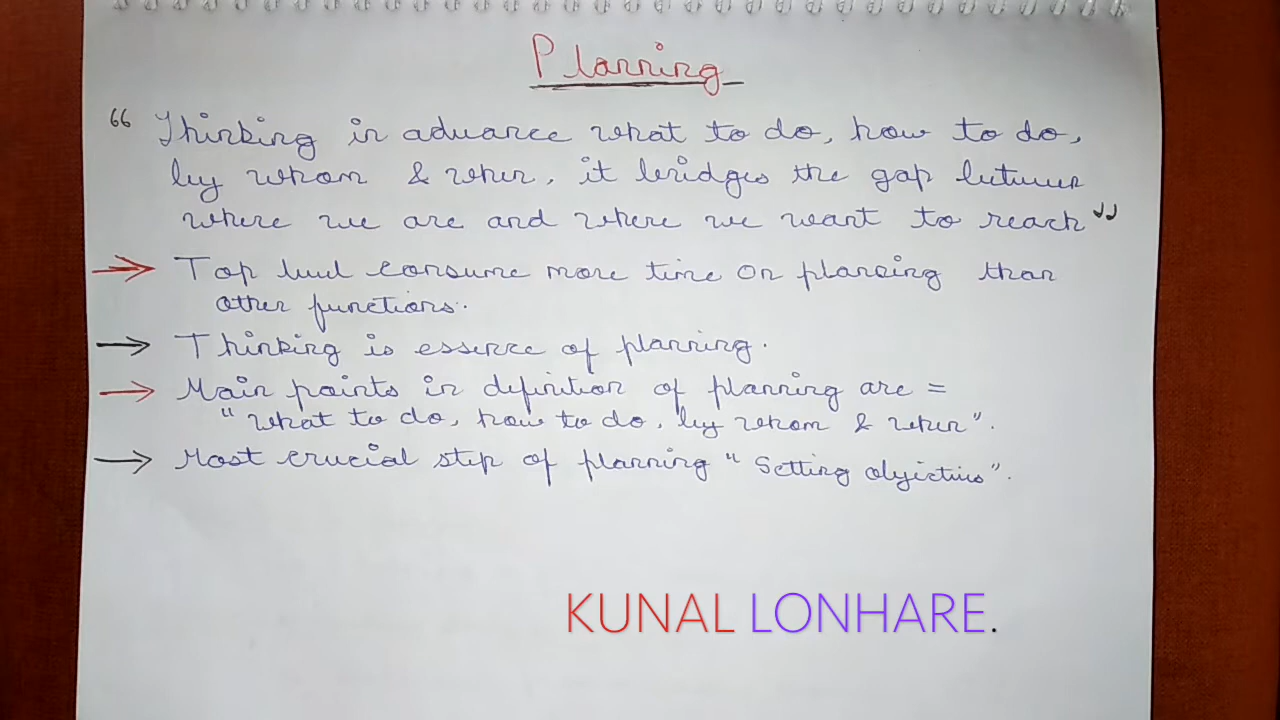 Planning
“ Thinking in advance what to do, how to do,
by whom & when, it bridges the gap between
where we are and where we want to reach”
→ Top level consume more time on planning than
other functions.
→ Thinking is essence of planning.
→ Main points in definition of planning are =
“what to do, how to do, by whom & when”.
→ Most crucial step of planning “Setting objectives”.
KUNAL LONHARE.